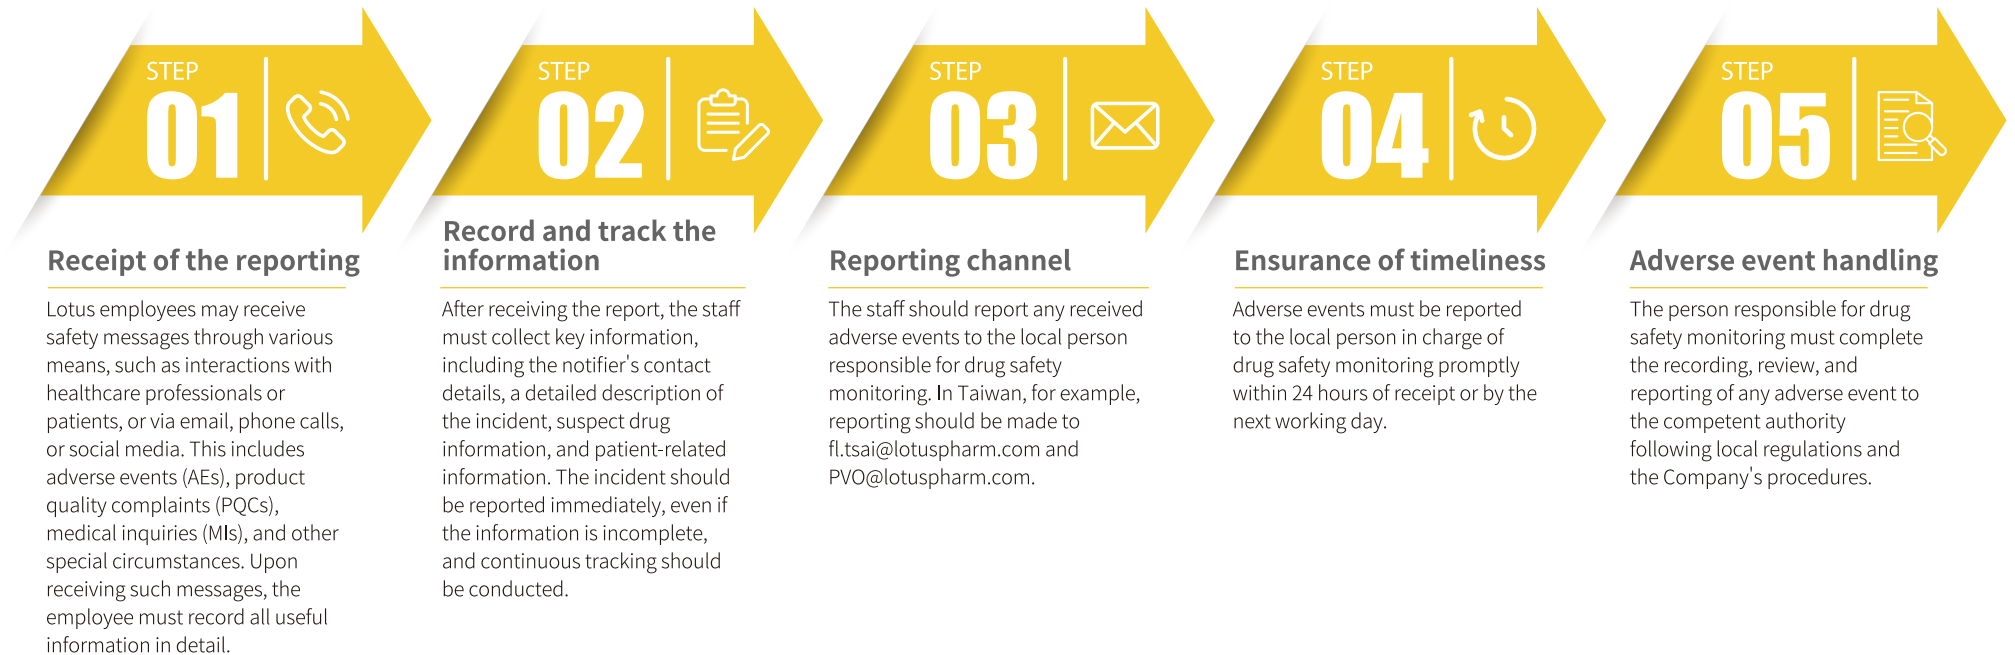 STEP
01
Receipt of the reporting
Lotus employees may receive
safety messages through various
means, such as interactions with
healthcare professionals or
patients, or via email, phone calls,
or social media. This includes
adverse events (AEs), product
quality complaints (PQCs),
medical inquiries (MIs), and other
special circumstances. Upon
receiving such messages, the
employee must record all useful
information in detail.
STEP
02
Record and track the
information
After receiving the report, the staff
must collect key information,
including the notifier's contact
details, a detailed description of
the incident, suspect drug
information, and patient-related
information. The incident should
be reported immediately, even if
the information is incomplete,
and continuous tracking should
be conducted.
STEP
03
Reporting channel
The staff should report any received
adverse events to the local person
responsible for drug safety
monitoring. In Taiwan, for example,
reporting should be made to
fl.tsai@lotuspharm.com and
PVO@lotuspharm.com.
STEP
04
Ensurance of timeliness
Adverse events must be reported
to the local person in charge of
drug safety monitoring promptly
within 24 hours of receipt or by the
next working day.
STEP
05
Adverse event handling
The person responsible for drug
safety monitoring must complete
the recording, review, and
reporting of any adverse event to
the competent authority
following local regulations and
the Company's procedures.